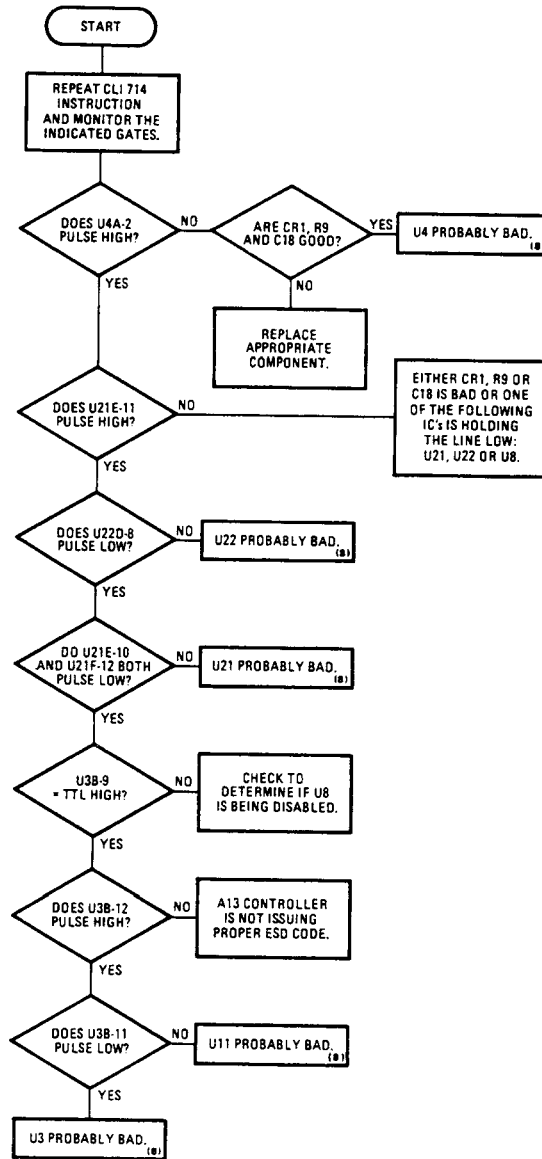 START
REPEAT CLI 714
INSTRUCTION
AND MONITOR THE
INDICATED GATES.
DOES U4A-2
PULSE HIGH?
NO
ARE CR1, R9
AND C18 GOOD?
YES
U4 PROBABLY BAD.
(8)
YES
NO
REPLACE
APPROPRIATE
COMPONENT.
DOES U21E-11
PULSE HIGH?
NO
EITHER CR1, R9 OR
C18 IS BAD OR ONE
OF THE FOLLOWING
IC's IS HOLDING
THE LINE LOW:
U21, U22 OR U8.
YES
DOES U22D-8
PULSE LOW?
NO
U22 PROBABLY BAD.
(8)
YES
DO U21E-10
AND U21F-12 BOTH
PULSE LOW?
NO
U21 PROBABLY BAD.
(8)
YES
U3B-9
= TTL HIGH?
NO
CHECK TO
DETERMINE IF U8
IS BEING DISABLED.
YES
DOES U3B-12
PULSE HIGH?
NO
A13 CONTROLLER
IS NOT ISSUING
PROPER ESD CODE.
YES
DOES U3B-11
PULSE LOW?
NO
U11 PROBABLY BAD.
(8)
YES
U3 PROBABLY BAD.
(8)